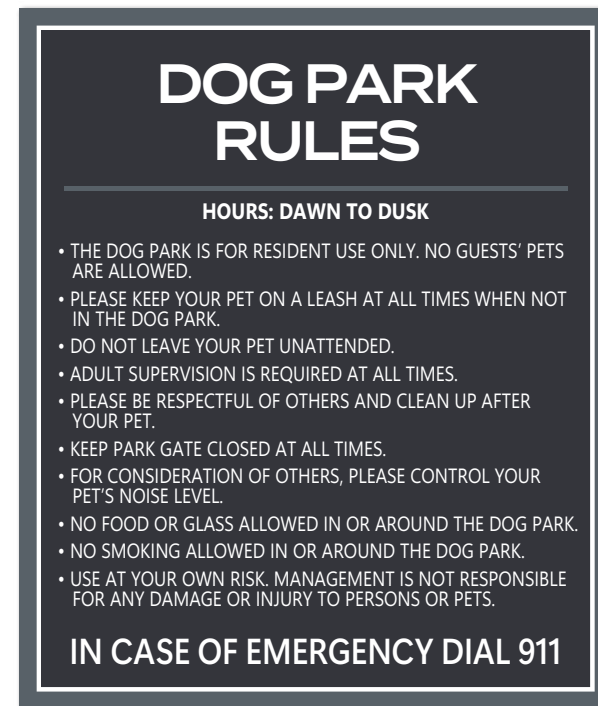 DOG PARK
RULES
HOURS: DAWN TO DUSK
• THE DOG PARK IS FOR RESIDENT USE ONLY. NO GUESTS' PETS
ARE ALLOWED.
• PLEASE KEEP YOUR PET ON A LEASH AT ALL TIMES WHEN NOT
IN THE DOG PARK.
• DO NOT LEAVE YOUR PET UNATTENDED.
• ADULT SUPERVISION IS REQUIRED AT ALL TIMES.
• PLEASE BE RESPECTFUL OF OTHERS AND CLEAN UP AFTER
YOUR PET.
• KEEP PARK GATE CLOSED AT ALL TIMES.
• FOR CONSIDERATION OF OTHERS, PLEASE CONTROL YOUR
PET'S NOISE LEVEL.
• NO FOOD OR GLASS ALLOWED IN OR AROUND THE DOG PARK.
• NO SMOKING ALLOWED IN OR AROUND THE DOG PARK.
• USE AT YOUR OWN RISK. MANAGEMENT IS NOT RESPONSIBLE
FOR ANY DAMAGE OR INJURY TO PERSONS OR PETS.
IN CASE OF EMERGENCY DIAL 911